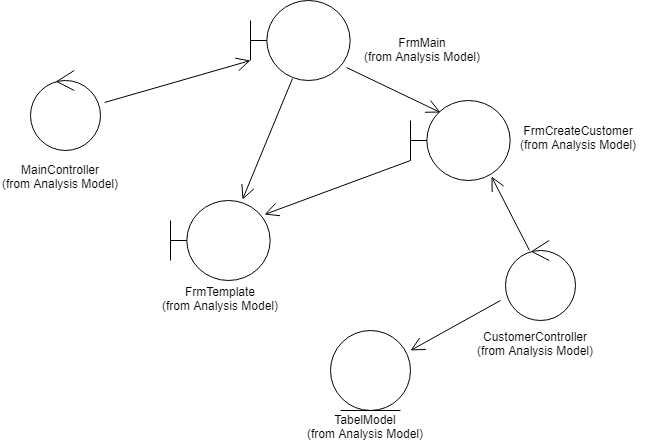 FrmMain
(from Analysis Model)
FrmCreateCustomer
(from Analysis Model)
MainController
(from Analysis Model)
FrmTemplate
(from Analysis Model)
CustomerController
(from Analysis Model)
TabelModel
(from Analysis Model)